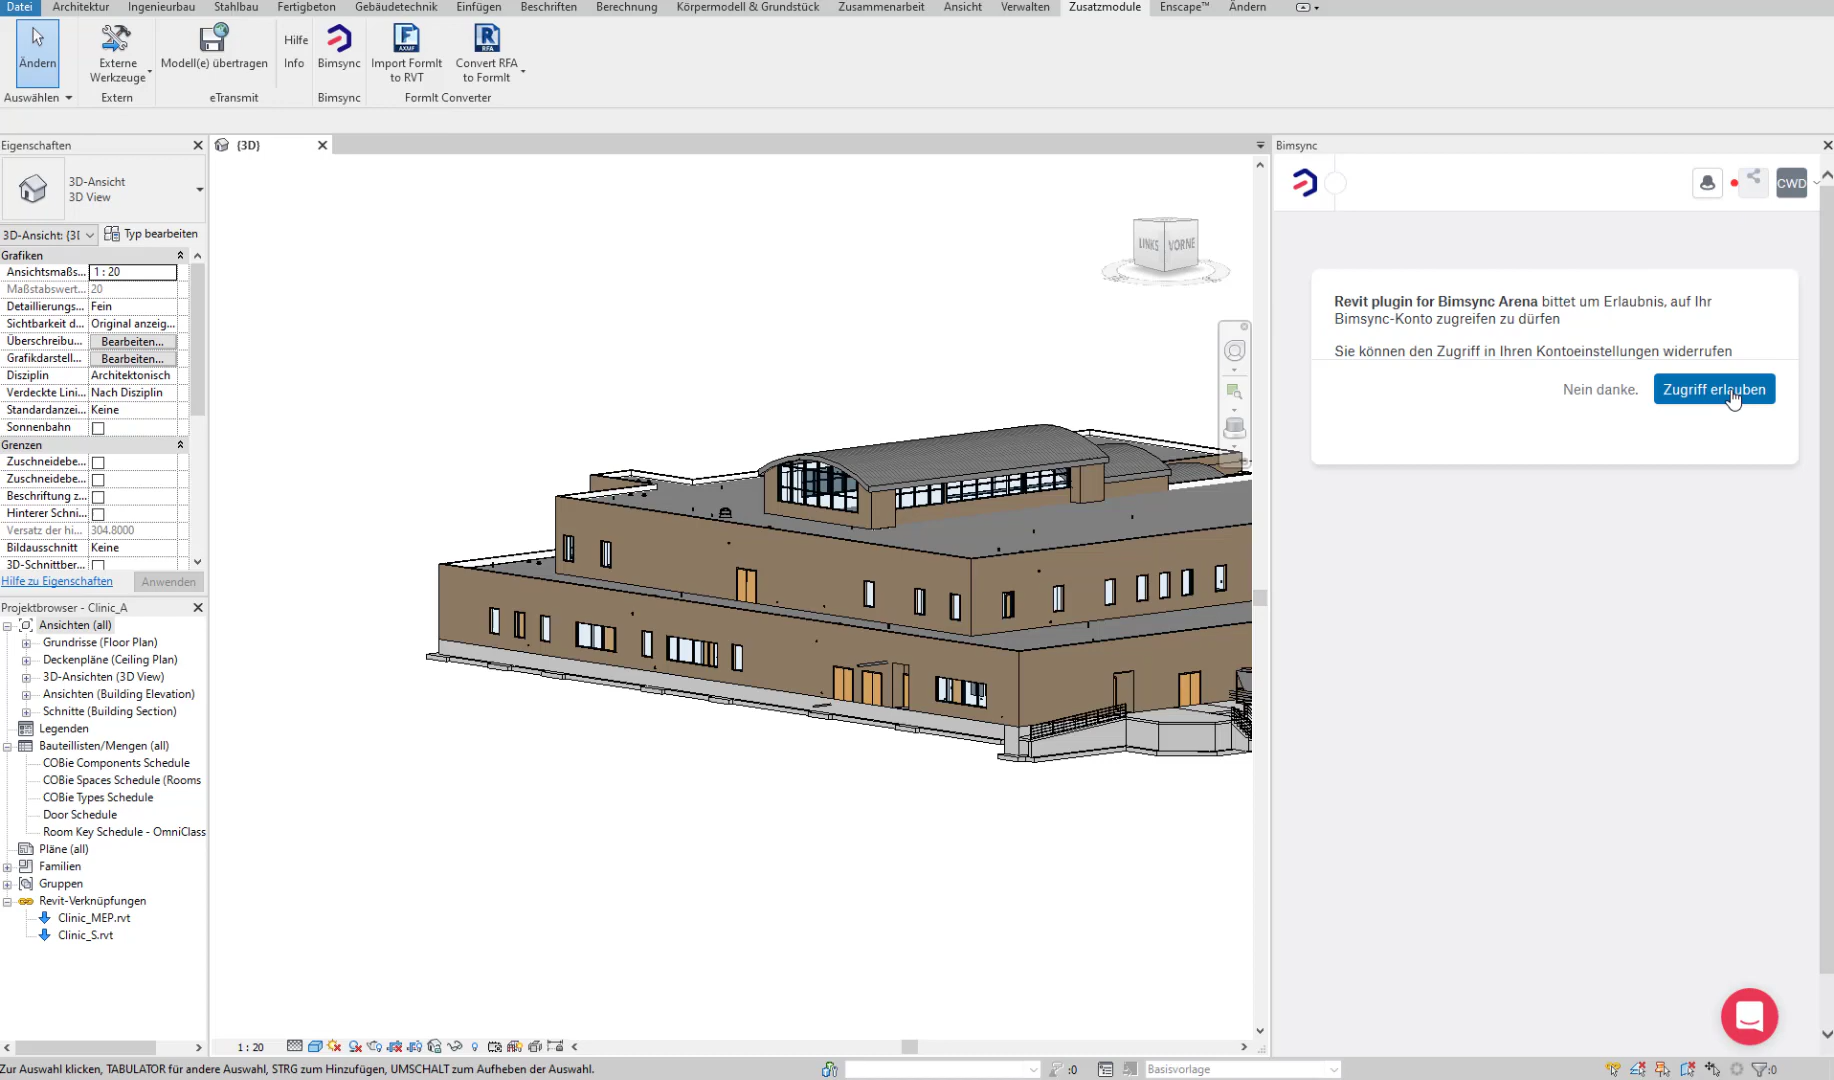 Datei Architektur Ingenieurbau Stahlbau Fertigbeton Gebäudetechnik Einfügen Beschriften Berechnung Körpermodell & Grundstück Zusammenarbeit Ansicht Verwalten Zusatzmodule Enscape™ Ändern
Ändern
Externe
Werkzeuge
Modell(e) übertragen
Hilfe
Info
Bimsync
AXMF
Import FormIt
to RVT
RFA
Convert RFA
to FormIt
Auswählen Extern eTransmit Bimsync FormIt Converter
Eigenschaften
3D-Ansicht
3D View
3D-Ansicht: {3I Typ bearbeiten
Grafiken
Ansichtsmaßs... 1 : 20
Maßstabswert... 20
Detaillierungs... Fein
Sichtbarkeit d... Original anzeig...
Überschreibu... Bearbeiten...
Grafikdarstell... Bearbeiten...
Disziplin Architektonisch
Verdeckte Lini... Nach Disziplin
Standardanzei... Keine
Sonnenbahn
Grenzen
Zuschneidebe...
Zuschneidebe...
Beschriftung z...
Hinterer Schni...
Versatz der hi... 304.8000
Bildausschnitt Keine
3D-Schnittber...
Hilfe zu Eigenschaften Anwenden
Projektbrowser - Clinic_A
Ansichten (all)
Grundrisse (Floor Plan)
Deckenpläne (Ceiling Plan)
3D-Ansichten (3D View)
Ansichten (Building Elevation)
Schnitte (Building Section)
Legenden
Bauteillisten/Mengen (all)
COBie Components Schedule
COBie Spaces Schedule (Rooms
COBie Types Schedule
Door Schedule
Room Key Schedule - OmniClass
Pläne (all)
Familien
Gruppen
Revit-Verknüpfungen
Clinic_MEP.rvt
Clinic_S.rvt
{3D}
LINKS VORNE
1 : 20
Bimsync
CWD
Revit plugin for Bimsync Arena bittet um Erlaubnis, auf Ihr
Bimsync-Konto zugreifen zu dürfen
Sie können den Zugriff in Ihren Kontoeinstellungen widerrufen
Nein danke. Zugriff erlauben
Zur Auswahl klicken, TABULATOR für andere Auswahl, STRG zum Hinzufügen, UMSCHALT zum Aufheben der Auswahl. :0 Basisvorlage :0